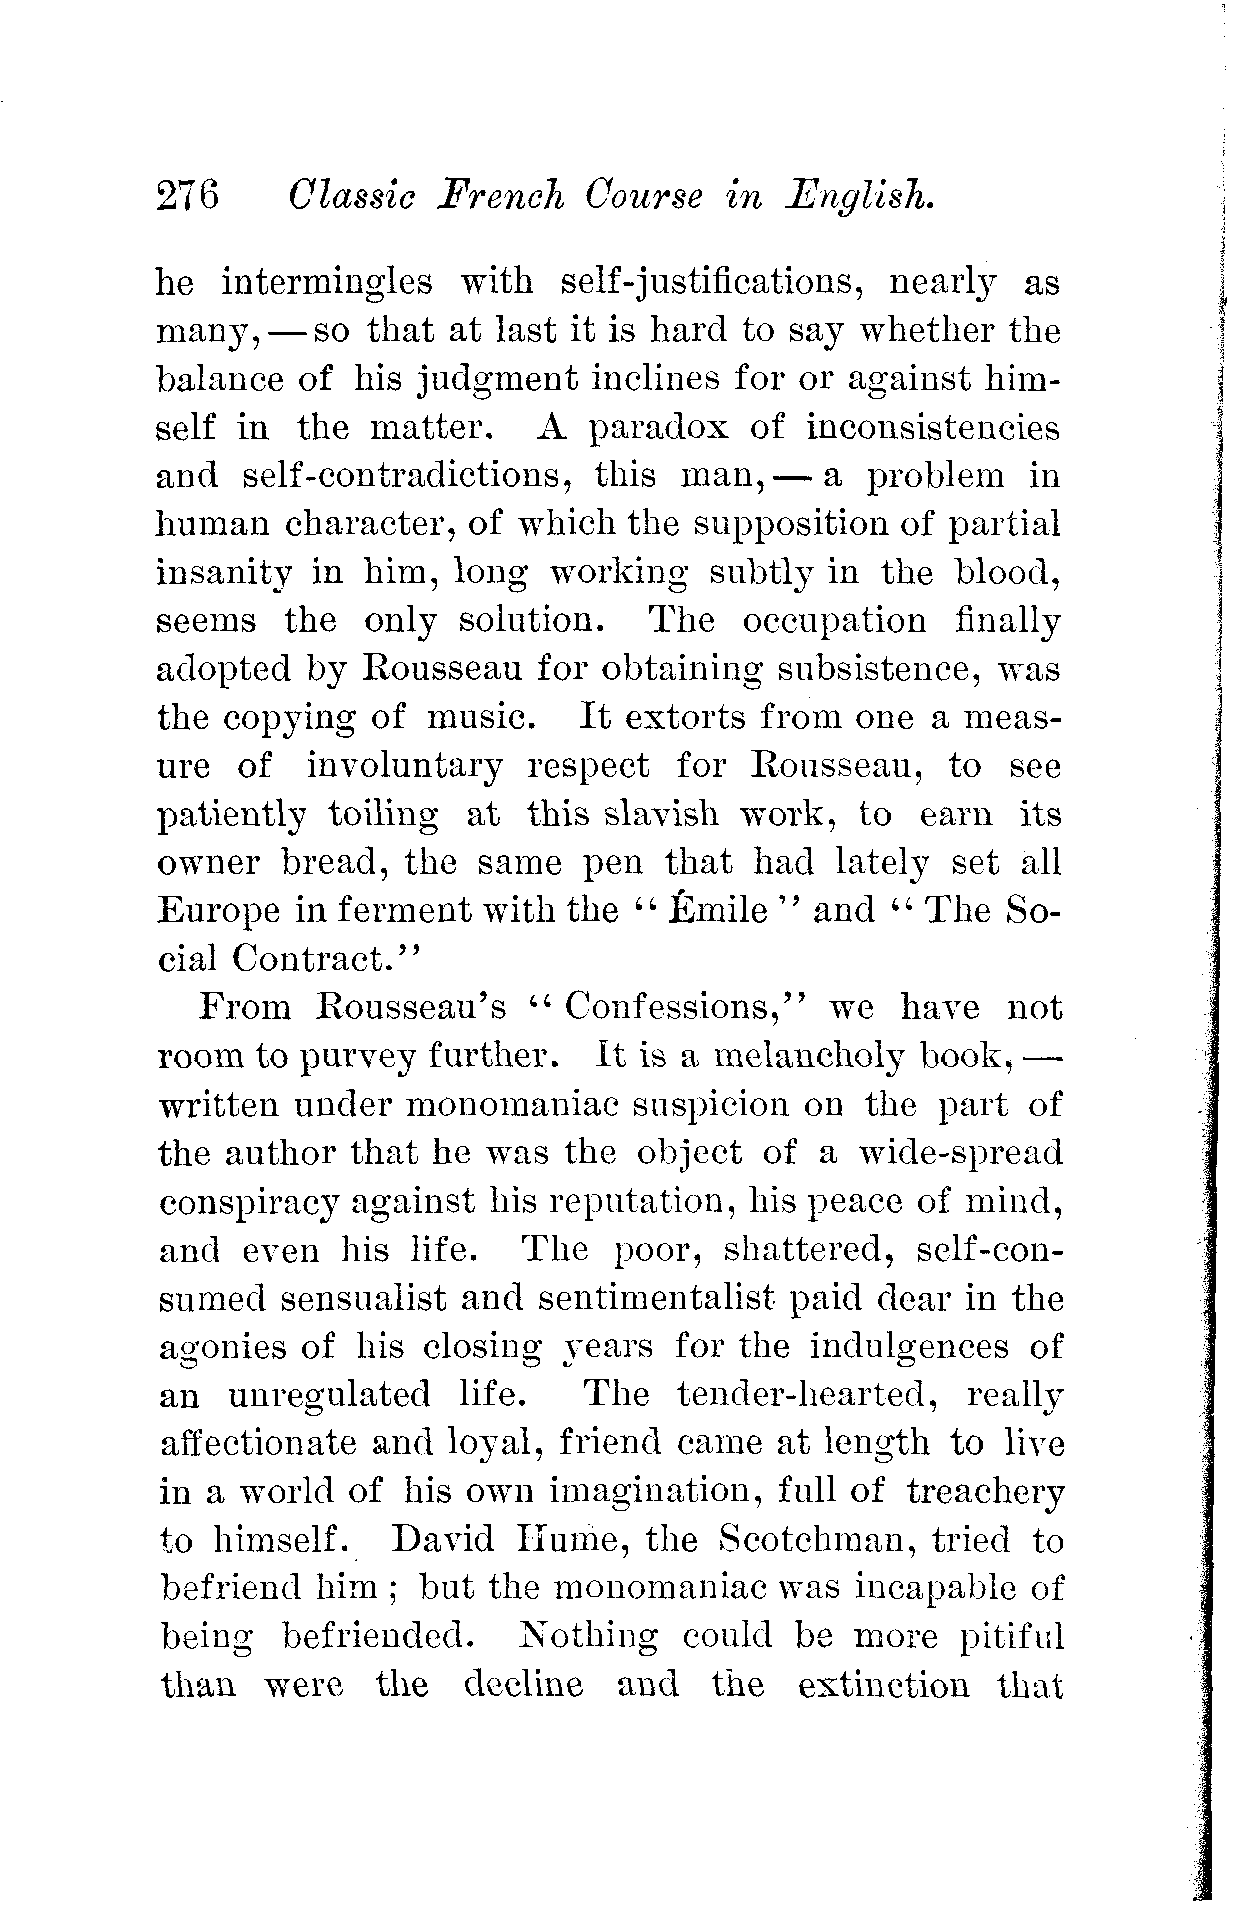 276 Classic French Course in English.
he intermingles with self-justifications, nearly as
many, — so that at last it is hard to say whether the
balance of his judgment inclines for or against him-
self in the matter. A paradox of inconsistencies
and self-contradictions, this man, — a problem in
human character, of which the supposition of partial
insanity in him, long working subtly in the blood,
seems the only solution. The occupation finally
adopted by Rousseau for obtaining subsistence, was
the copying of music. It extorts from one a meas-
ure of involuntary respect for Rousseau, to see
patiently toiling at this slavish work, to earn its
owner bread, the same pen that had lately set all
Europe in ferment with the “ Émile ” and “ The So-
cial Contract.”
From Rousseau's “ Confessions,” we have not
room to purvey further. It is a melancholy book, —
written under monomaniac suspicion on the part of
the author that he was the object of a wide-spread
conspiracy against his reputation, his peace of mind,
and even his life. The poor, shattered, self-con-
sumed sensualist and sentimentalist paid dear in the
agonies of his closing years for the indulgences of
an unregulated life. The tender-hearted, really
affectionate and loyal, friend came at length to live
in a world of his own imagination, full of treachery
to himself. David Hume, the Scotchman, tried to
befriend him ; but the monomaniac was incapable of
being befriended. Nothing could be more pitiful
than were the decline and the extinction that